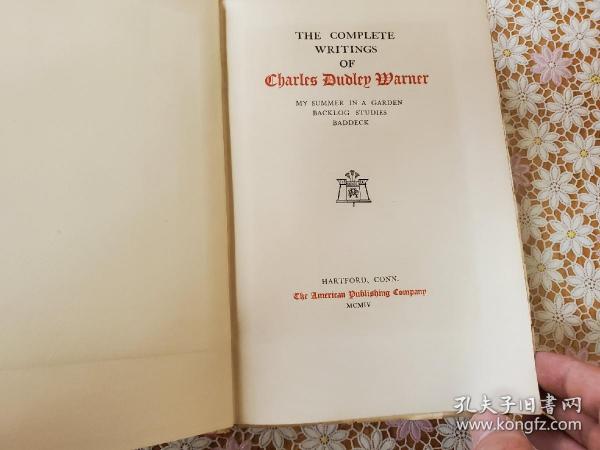 THE COMPLETE
WRITINGS
OF
Charles Dudley Warner
MY SUMMER IN A GARDEN
BACKLOG STUDIES
BADDECK
HARTFORD, CONN.
The American Publishing Company
MCMIV
孔夫子旧书网
www.kongfz.com